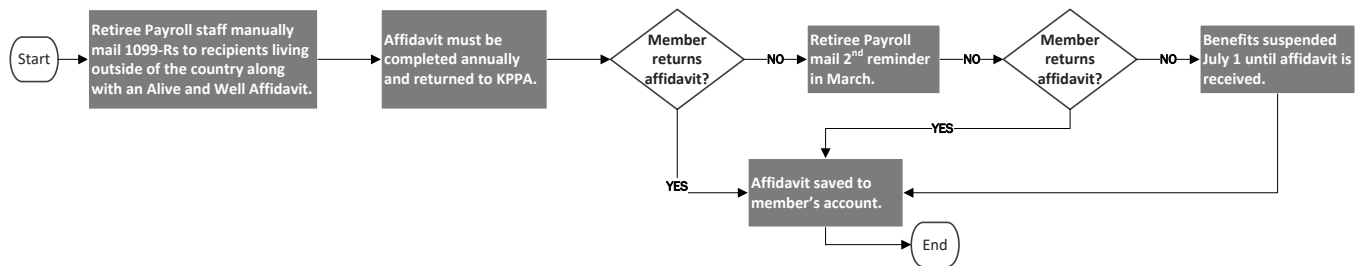 Start
Retiree Payroll staff manually
mail 1099-Rs to recipients living
outside of the country along
with an Alive and Well Affidavit.
Affidavit must be
completed annually
and returned to KPPA.
Member
returns
affidavit?
NO
Retiree Payroll
mail 2nd reminder
in March.
NO
Member
returns
affidavit?
NO
Benefits suspended
July 1 until affidavit is
received.
YES
YES
Affidavit saved to
member's account.
End